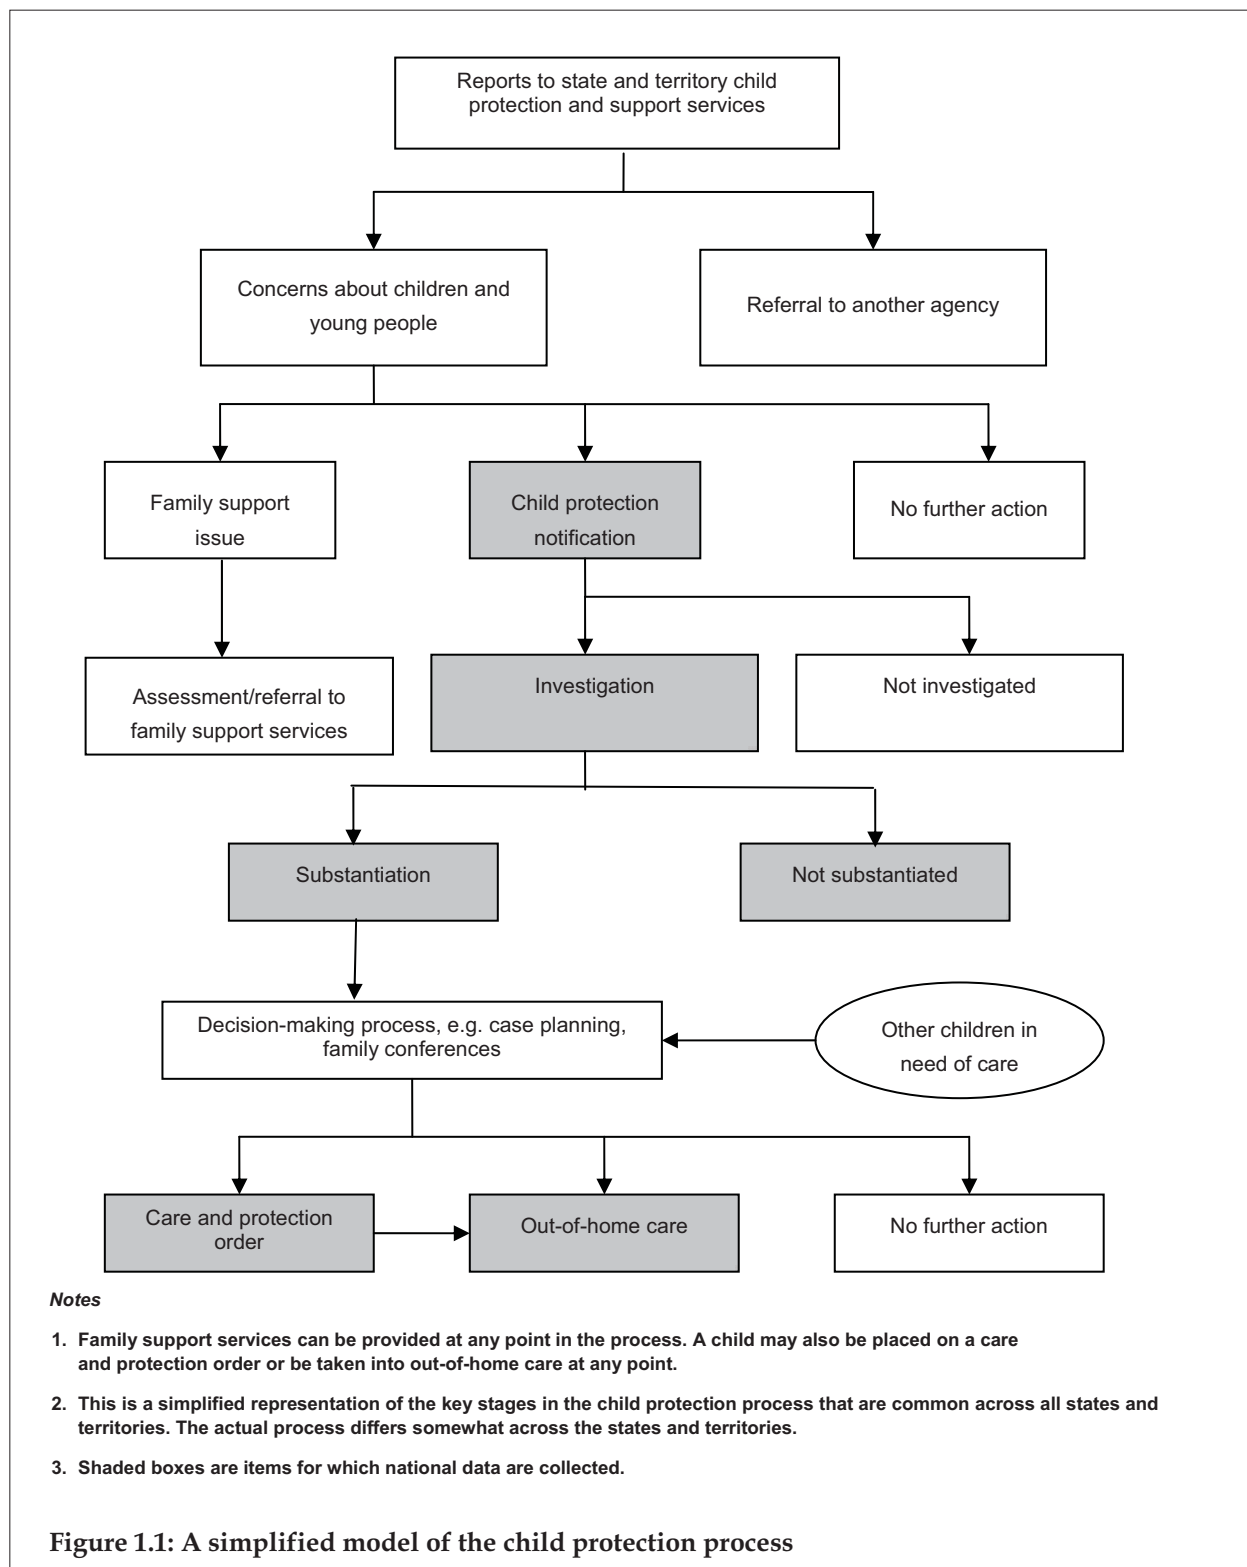 Reports to state and territory child
protection and support services
Concerns about children and
young people
Referral to another agency
Family support
issue
Child protection
notification
No further action
Assessment/referral to
family support services
Investigation
Not investigated
Substantiation
Not substantiated
Decision-making process, e.g. case planning,
family conferences
Other children in
need of care
Care and protection
order
Out-of-home care
No further action
Notes
1. Family support services can be provided at any point in the process. A child may also be placed on a care
and protection order or be taken into out-of-home care at any point.
2. This is a simplified representation of the key stages in the child protection process that are common across all states and
territories. The actual process differs somewhat across the states and territories.
3. Shaded boxes are items for which national data are collected.
Figure 1.1: A simplified model of the child protection process